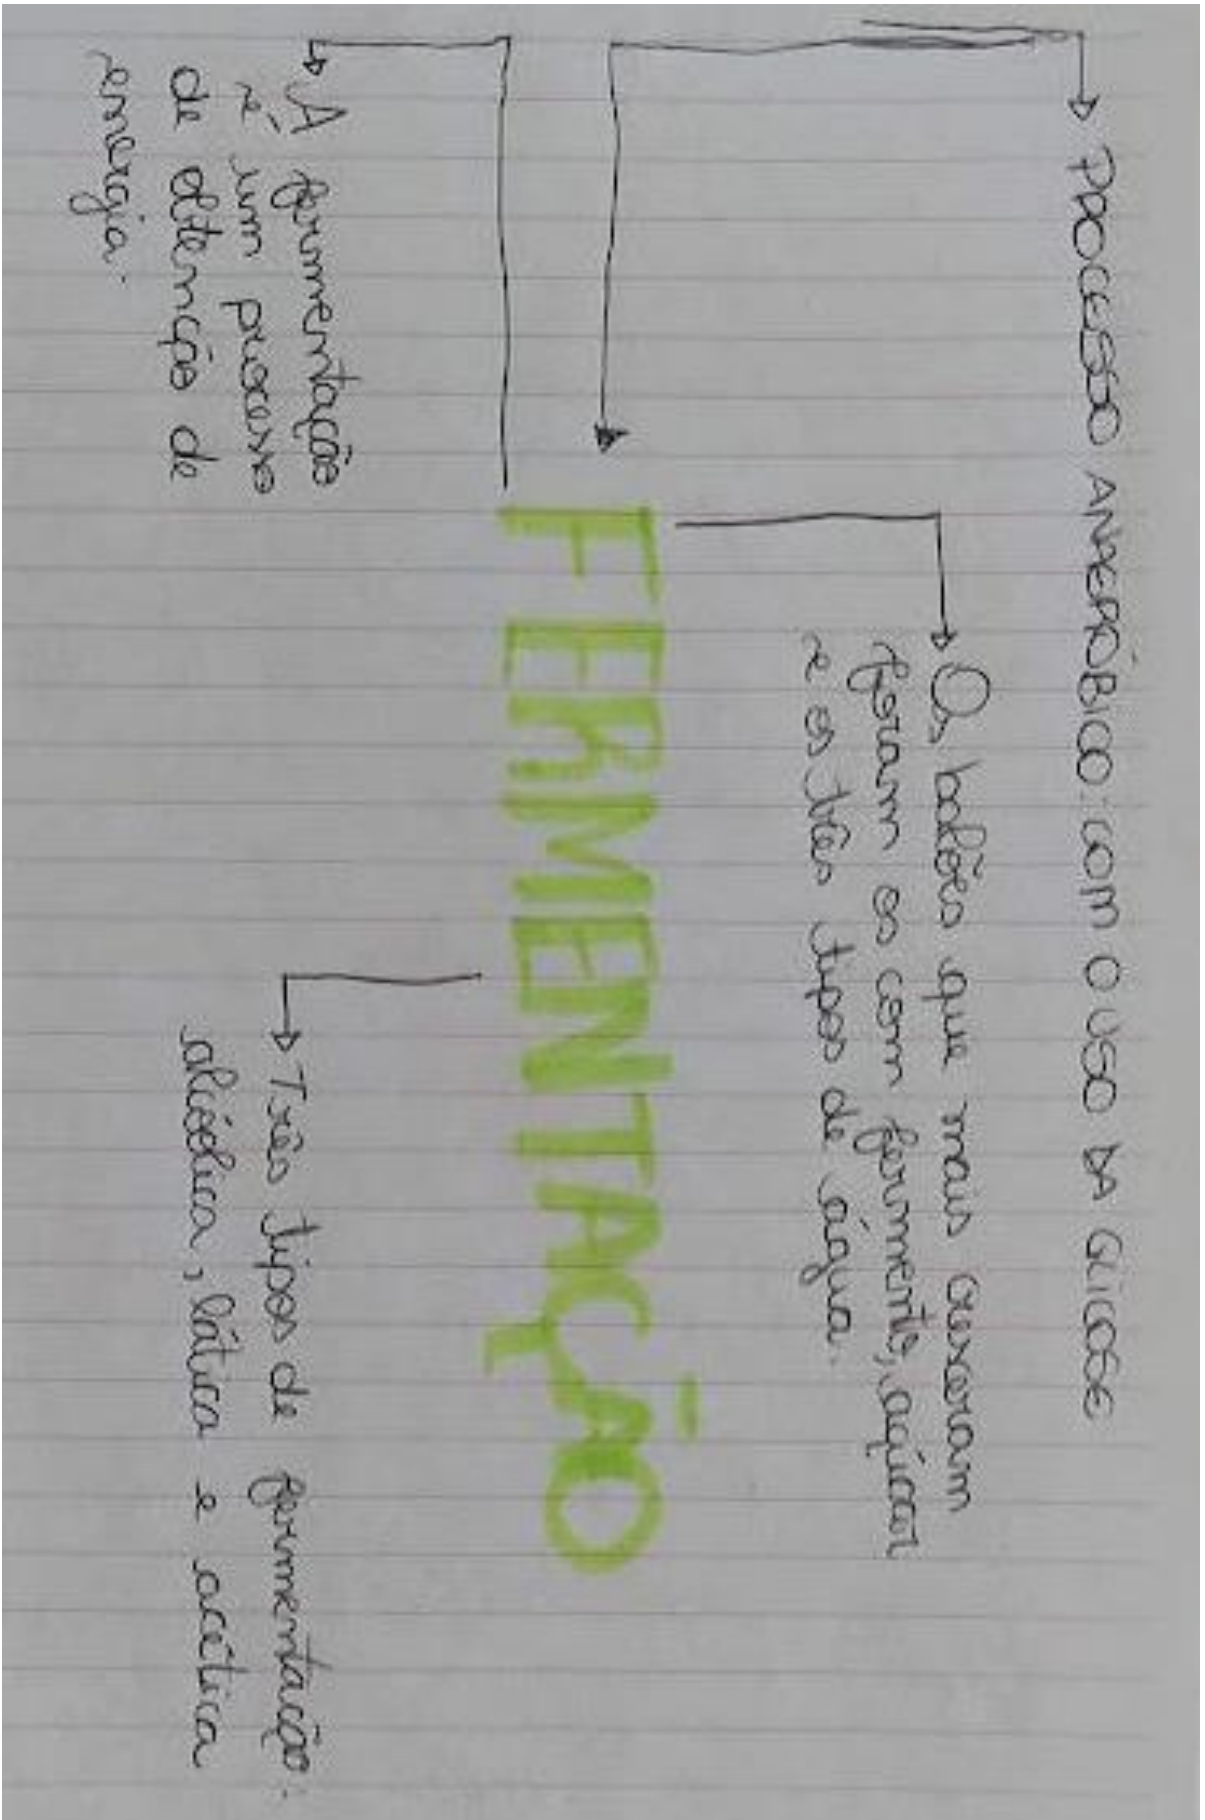 PROCESSO ANAERÓBICO: COM O USO DA GLICOSE
Os balões que mais cresceram
foram os com fermento, açúcar
e os três tipos de água.
FERMENTAÇÃO
A fermentação
é um processo
de obtenção de
energia.
Três tipos de fermentação:
alcóolica, lática e acética